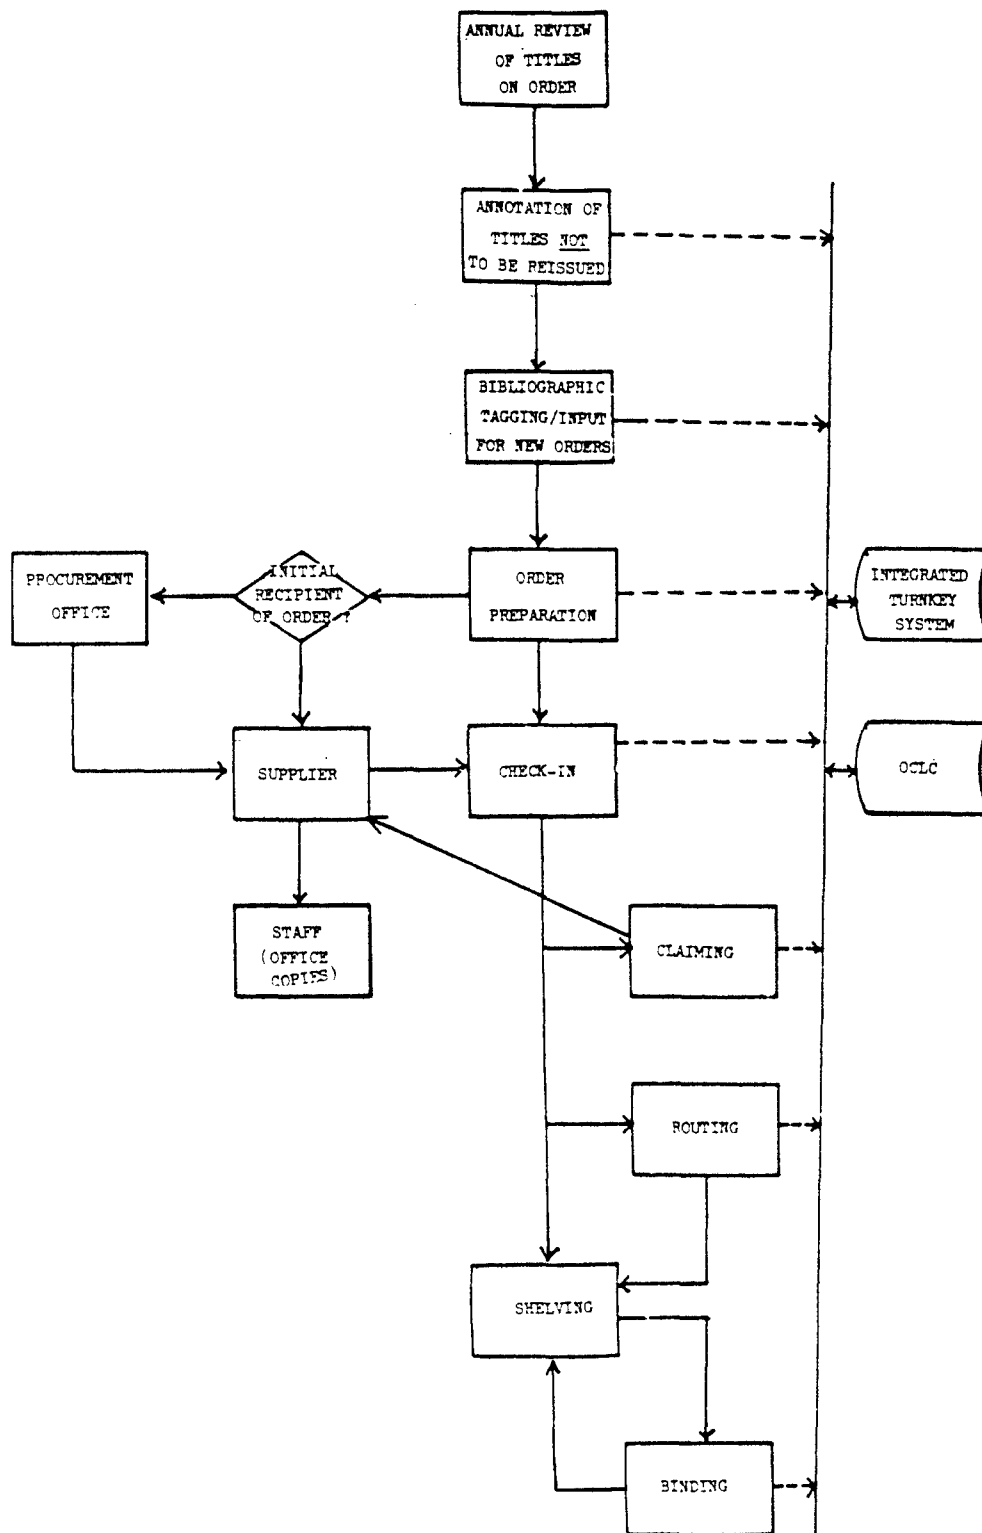 ANNUAL REVIEW
OF TITLES
ON ORDER
ANNOTATION OF
TITLES NOT
TO BE REISSUED
BIBLIOGRAPHIC
TAGGING/INPUT
FOR NEW ORDERS
PROCUREMENT
OFFICE
INITIAL
RECIPIENT
OF ORDER ?
ORDER
PREPARATION
INTEGRATED
TURNKEY
SYSTEM
SUPPLIER
CHECK-IN
OCLC
STAFF
(OFFICE
COPIES)
CLAIMING
ROUTING
SHELVING
BINDING